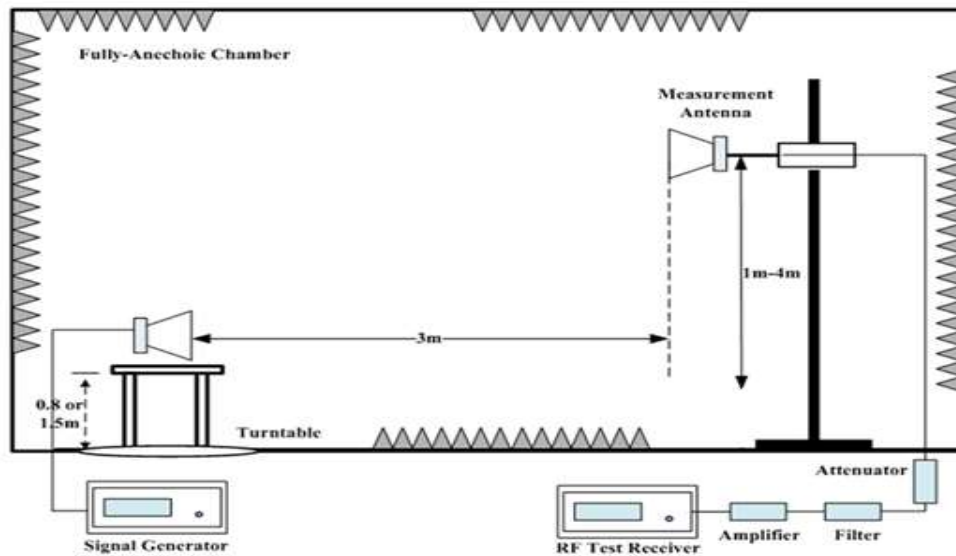 Fully-Anechoic Chamber
Measurement
Antenna
1m-4m
3m
0.8 or
1.5m
Turntable
Attenuator
Signal Generator
RF Test Receiver
Amplifier
Filter